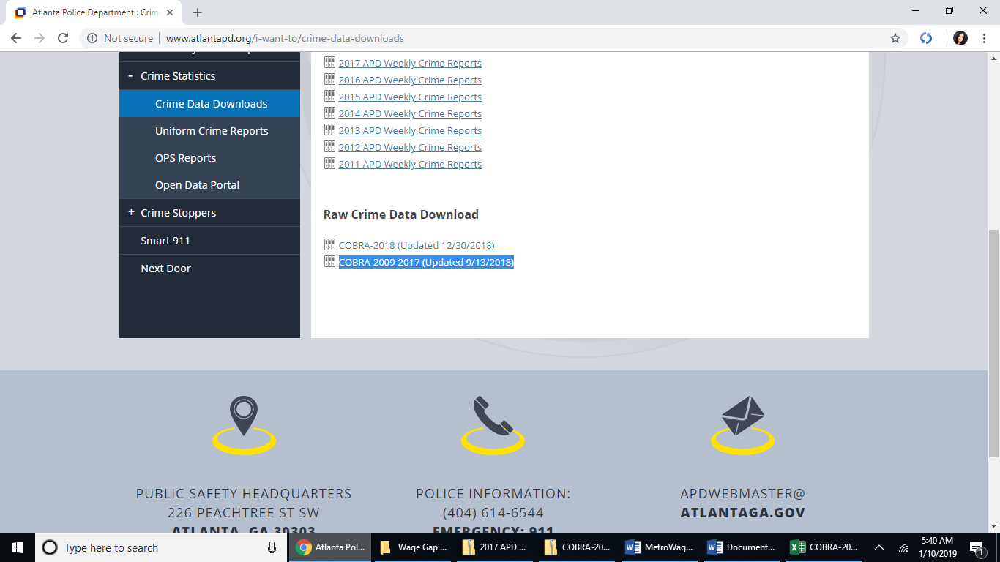 Atlanta Police Department : Crim
Not secure
www.atlantapd.org/i-want-to/crime-data-downloads
- Crime Statistics
Crime Data Downloads
Uniform Crime Reports
OPS Reports
Open Data Portal
+ Crime Stoppers
Smart 911
Next Door
2017 APD Weekly Crime Reports
2016 APD Weekly Crime Reports
2015 APD Weekly Crime Reports
2014 APD Weekly Crime Reports
2013 APD Weekly Crime Reports
2012 APD Weekly Crime Reports
2011 APD Weekly Crime Reports
Raw Crime Data Download
COBRA-2018 (Updated 12/30/2018)
COBRA-2009-2017 (Updated 9/13/2018)
PUBLIC SAFETY HEADQUARTERS
226 PEACHTREE ST SW
ATLANTA, GA 30303
POLICE INFORMATION:
(404) 614-6544
EMERGENCY: 911
APDWEBMASTER@
ATLANTAGA.GOV
Type here to search
Atlanta Pol...
Wage Gap ...
2017 APD ...
COBRA-20...
MetroWag...
Document...
COBRA-20...
5:40 AM
1/10/2019
1